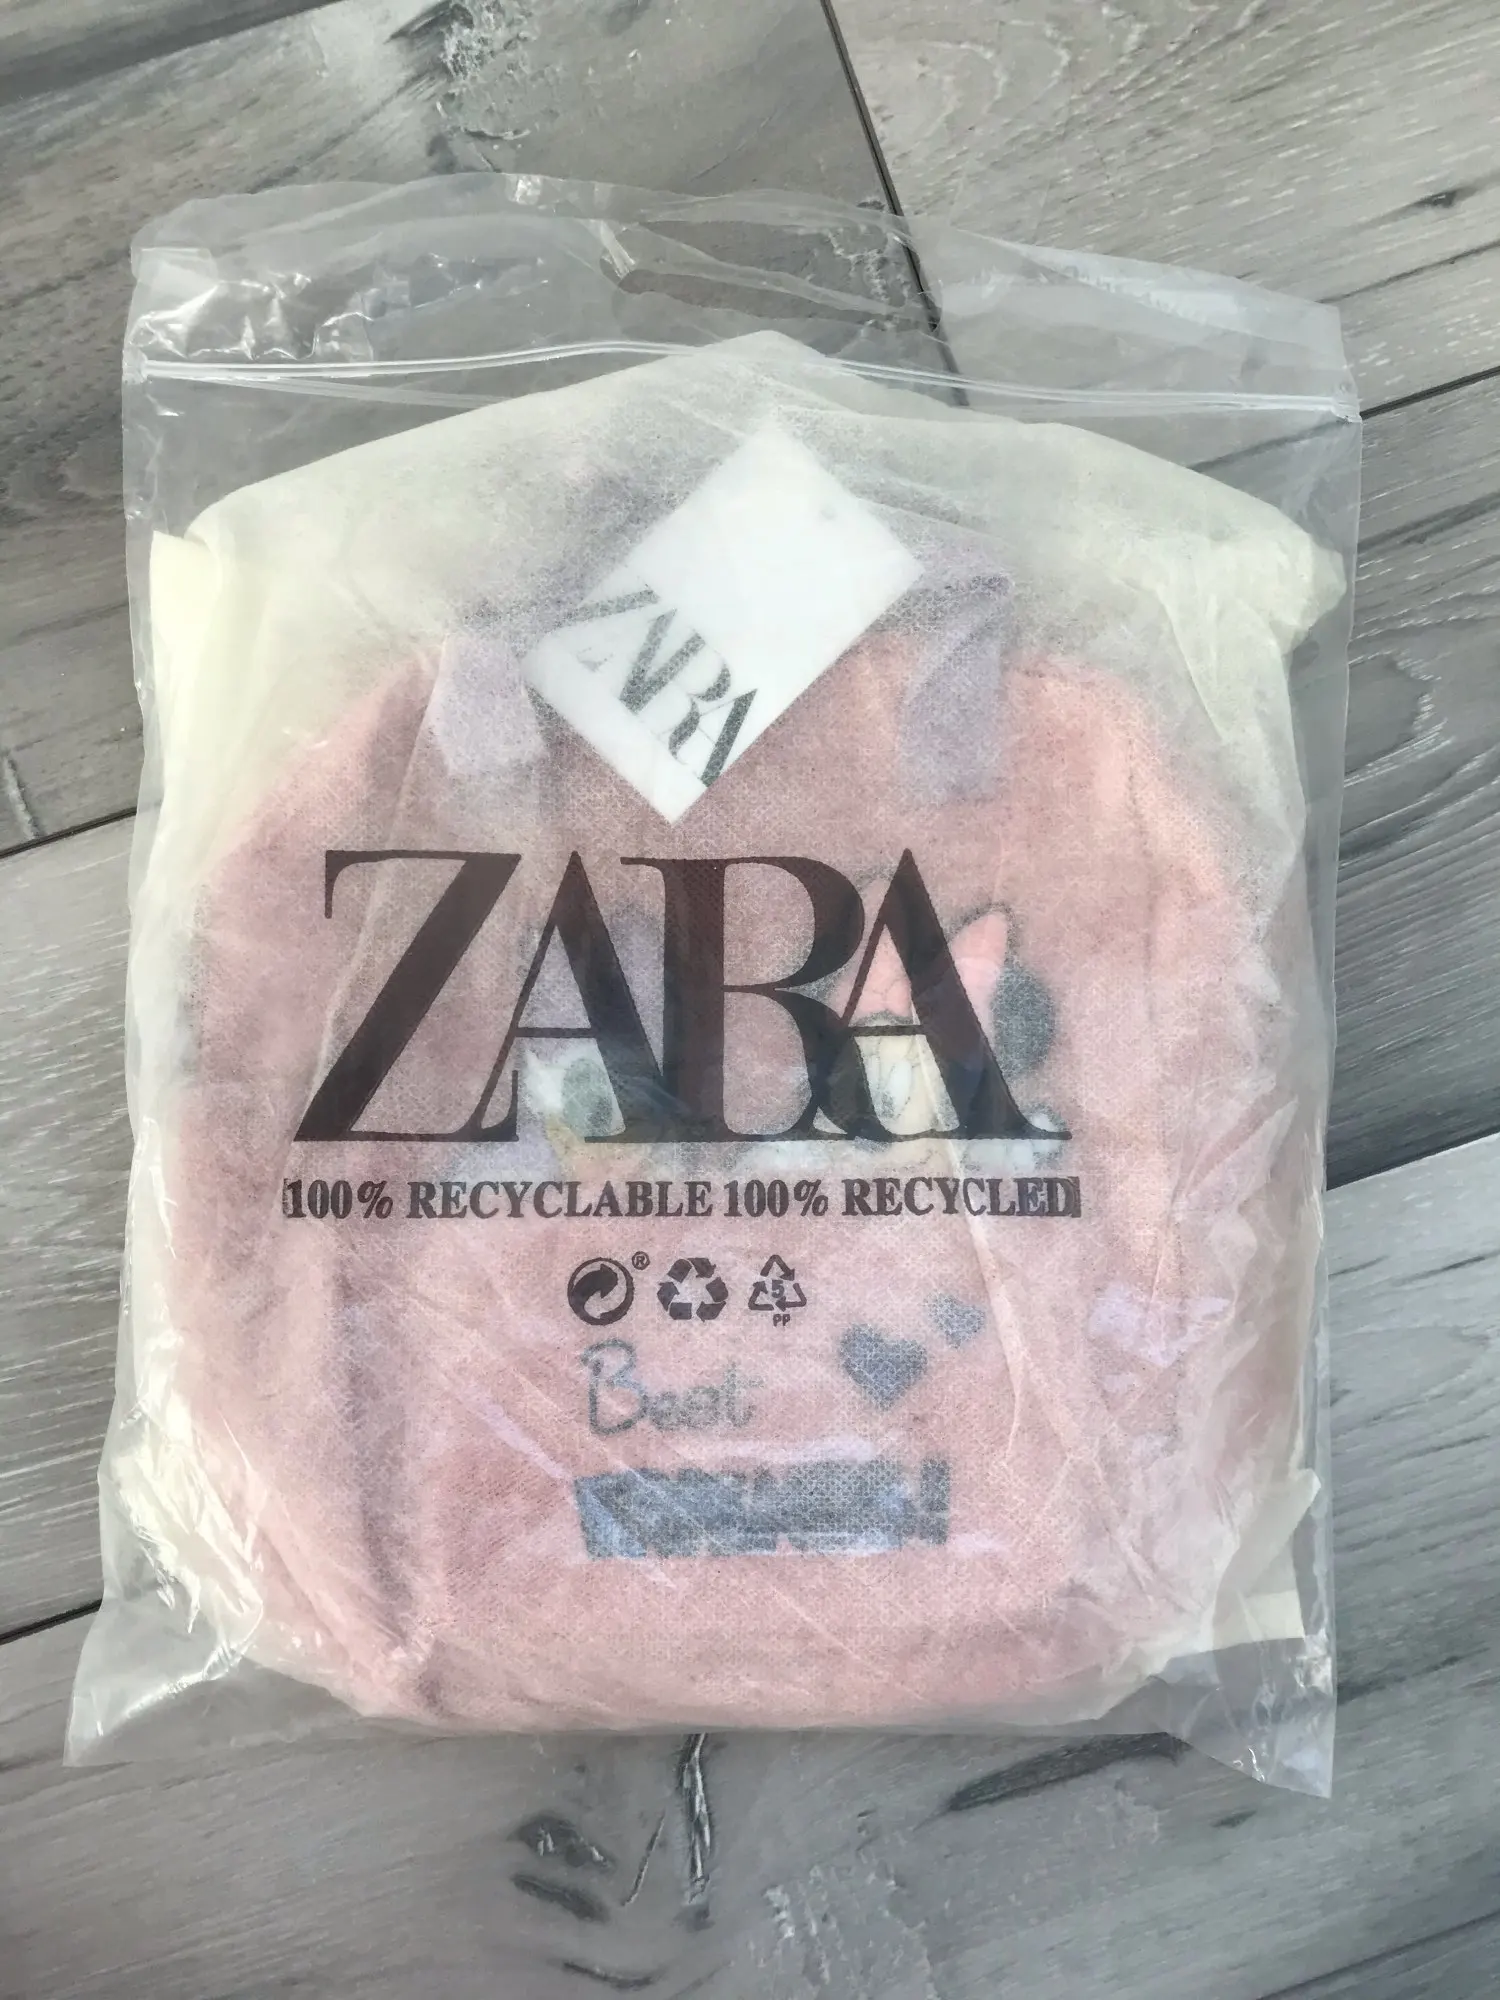 ZARA
ZARA
100% RECYCLABLE 100% RECYCLED
®
5
PP
Best